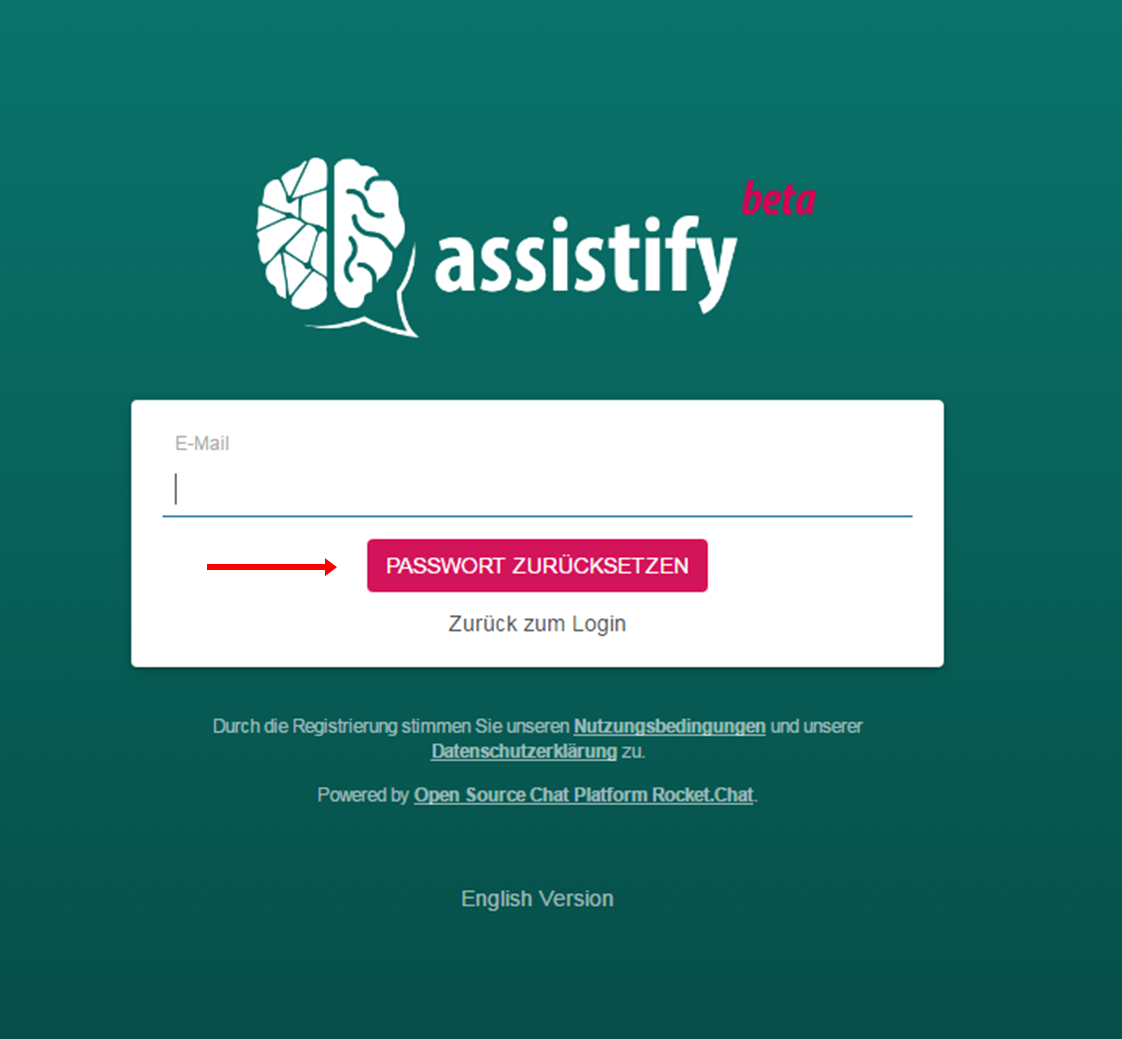 assistify beta
E-Mail
PASSWORT ZURÜCKSETZEN
Zurück zum Login
Durch die Registrierung stimmen Sie unseren Nutzungsbedingungen und unserer
Datenschutzerklärung zu.
Powered by Open Source Chat Platform Rocket.Chat.
English Version